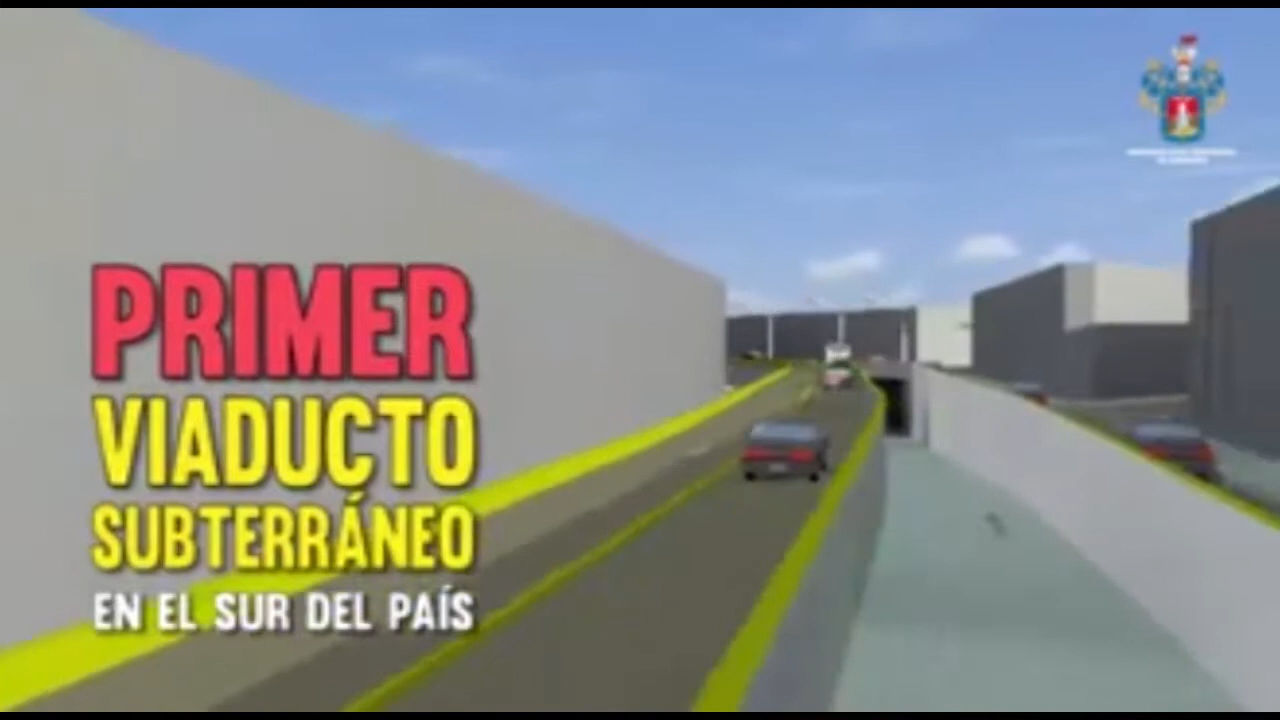 PRIMER
VIADUCTO
SUBTERRÁNEO
EN EL SUR DEL PAÍS